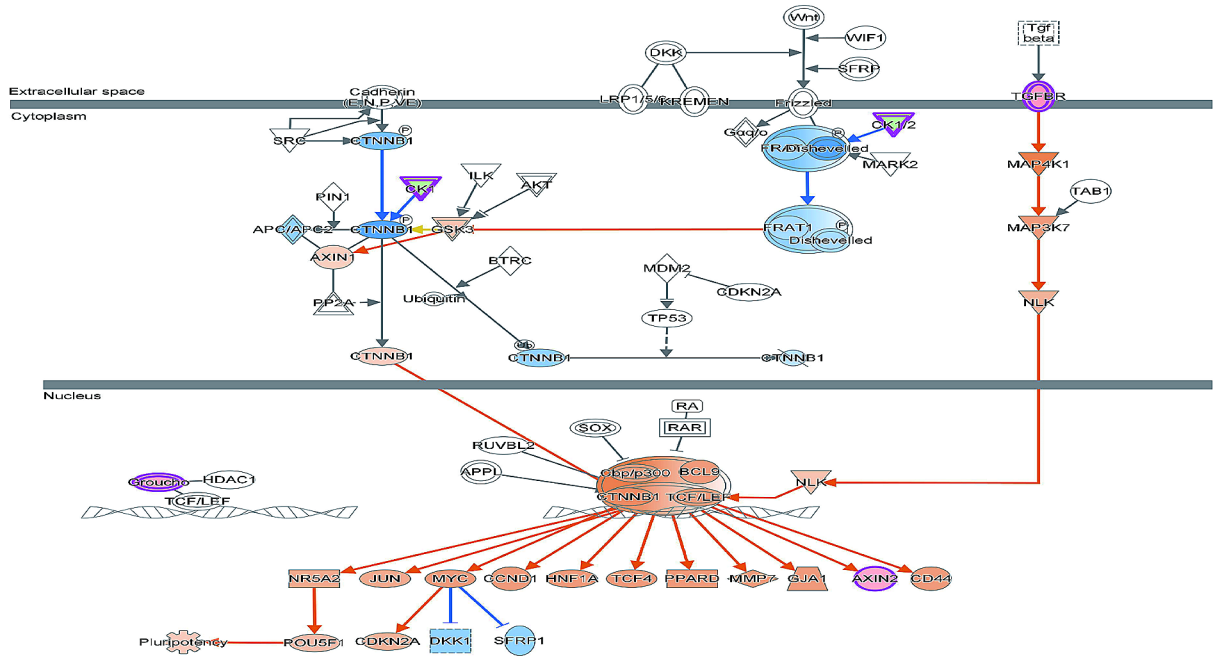 Wnt
WIF1
Tgf
beta
DKK
SFRP
Extracellular space
Cadherin
(E,N,P,VE)
LRP1/5/6
KREMEN
Frizzled
TGFBR
Cytoplasm
SRC
CTNNB1
P
Gαq/o
P
CK1/2
FRAT1
Dishevelled
MARK2
MAP4K1
PIN1
CK1
ILK
AKT
TAB1
APC/APC2
CTNNB1
P
GSK3
FRAT1
P
Dishevelled
MAP3K7
AXIN1
BTRC
MDM2
CDKN2A
PP2A
Ubiquitin
TP53
NLK
CTNNB1
Ub
CTNNB1
CTNNB1
Nucleus
RA
SOX
RAR
RUVBL2
APPL
Cbp/p300
BCL9
Groucho
HDAC1
TCF/LEF
CTNNB1
TCF/LEF
NLK
NR5A2
JUN
MYC
CCND1
HNF1A
TCF4
PPARD
MMP7
GJA1
AXIN2
CD44
Pluripotency
POU5F1
CDKN2A
DKK1
SFRP1